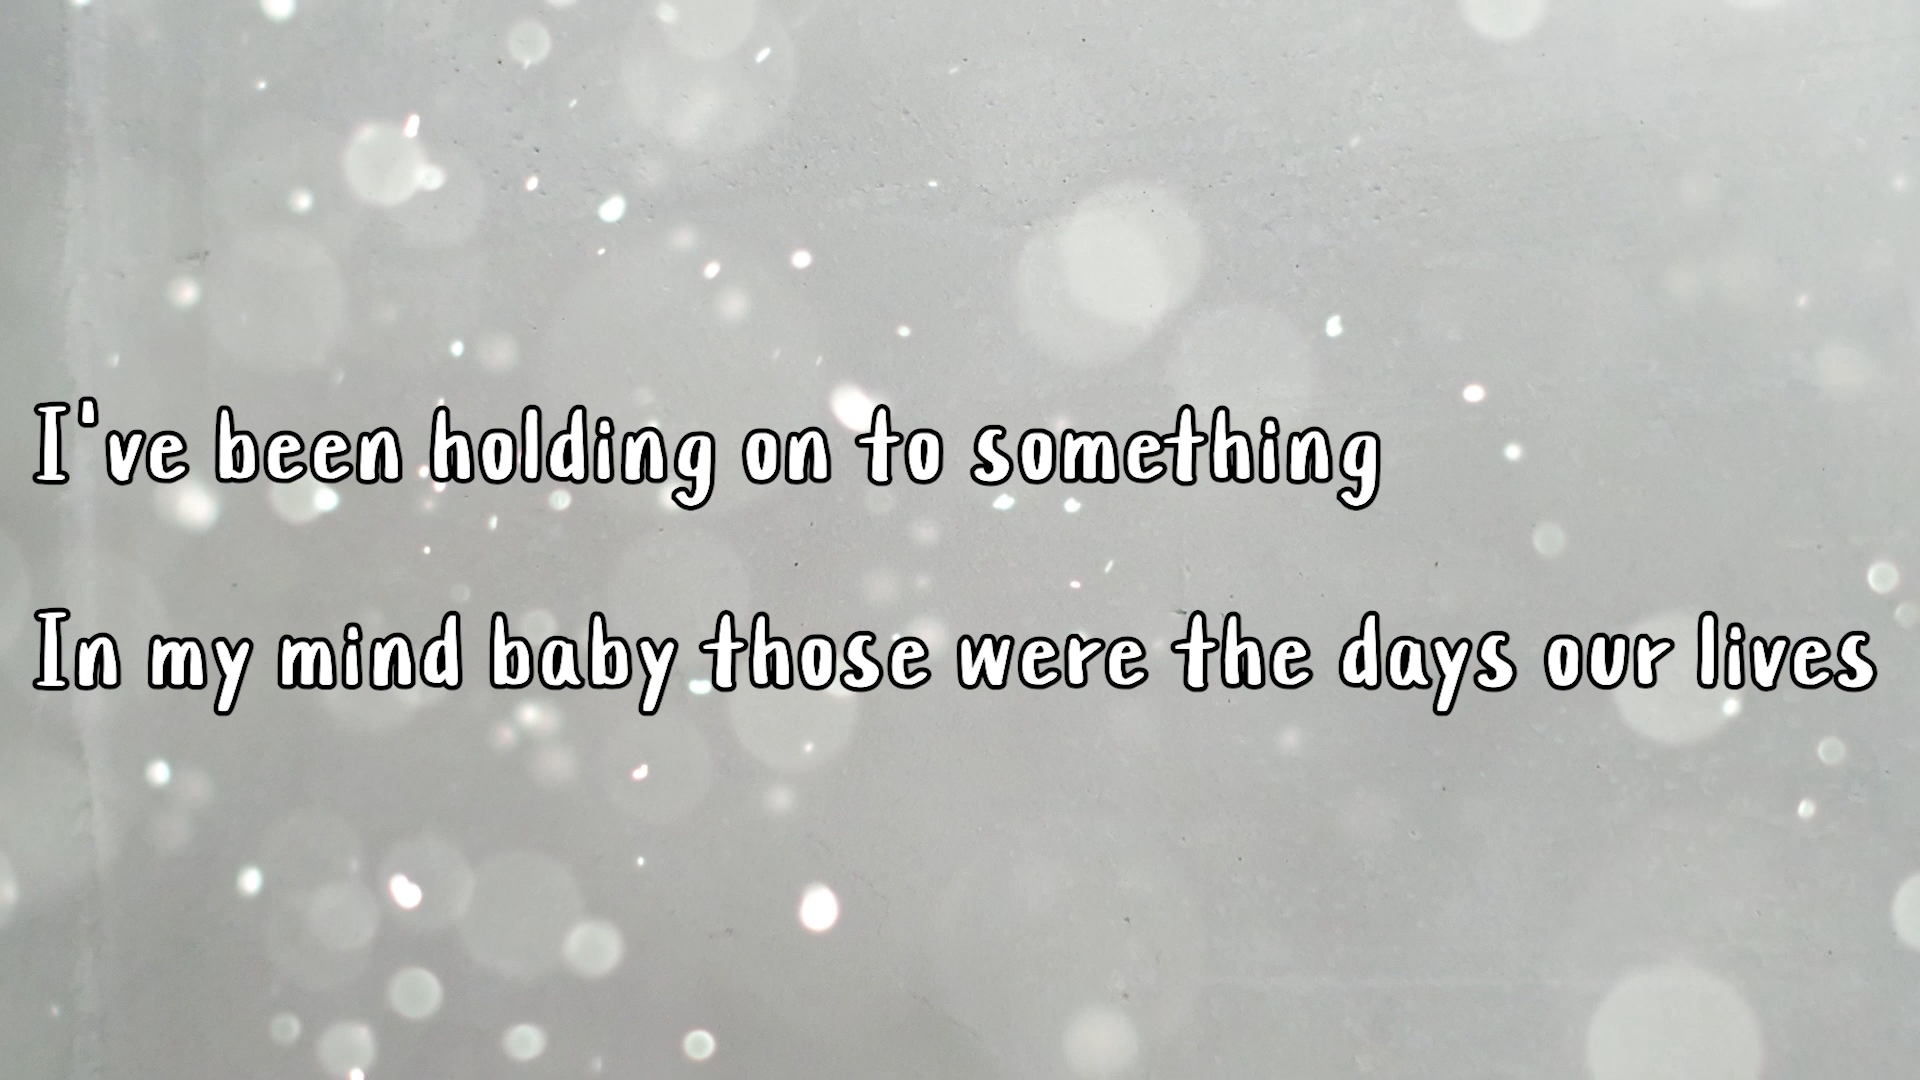 I've been holding on to something
In my mind baby those were the days our lives